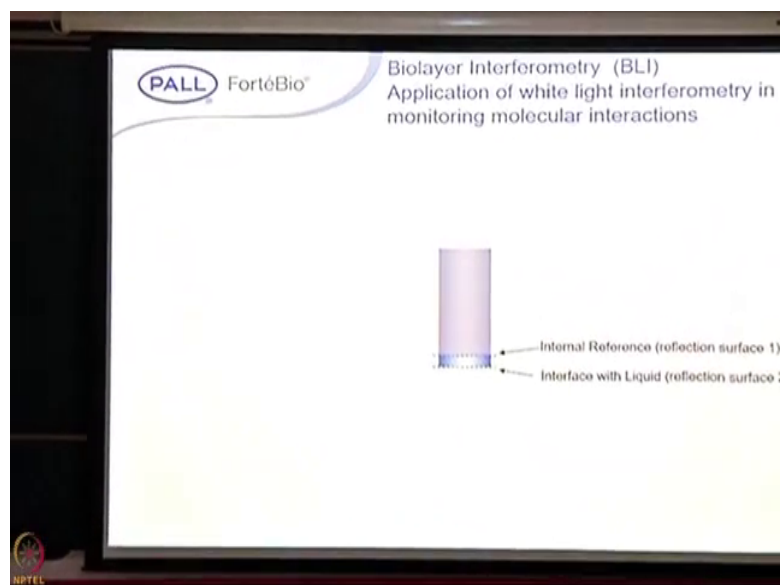 PALL FortéBio®
Biolayer Interferometry (BLI)
Application of white light interferometry in
monitoring molecular interactions
Internal Reference (reflection surface 1)
Interface with Liquid (reflection surface 2
NPTEL